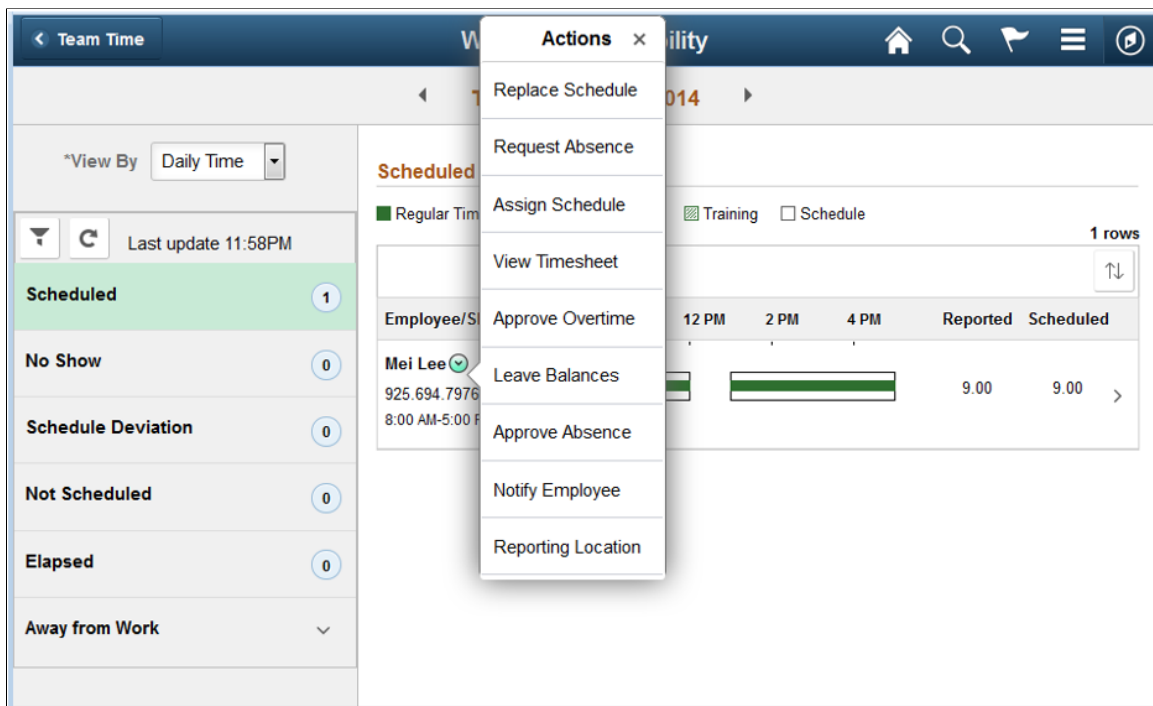 Team Time
Actions ×
014
Replace Schedule
Request Absence
Assign Schedule
View Timesheet
Approve Overtime
Leave Balances
Approve Absence
Notify Employee
Reporting Location
*View By Daily Time
Last update 11:58PM
Scheduled 1
No Show 0
Schedule Deviation 0
Not Scheduled 0
Elapsed 0
Away from Work
Scheduled
Regular Training Schedule
1 rows
12 PM 2 PM 4 PM Reported Scheduled
Mei Lee 9.00 9.00
925.694.7976
8:00 AM-5:00